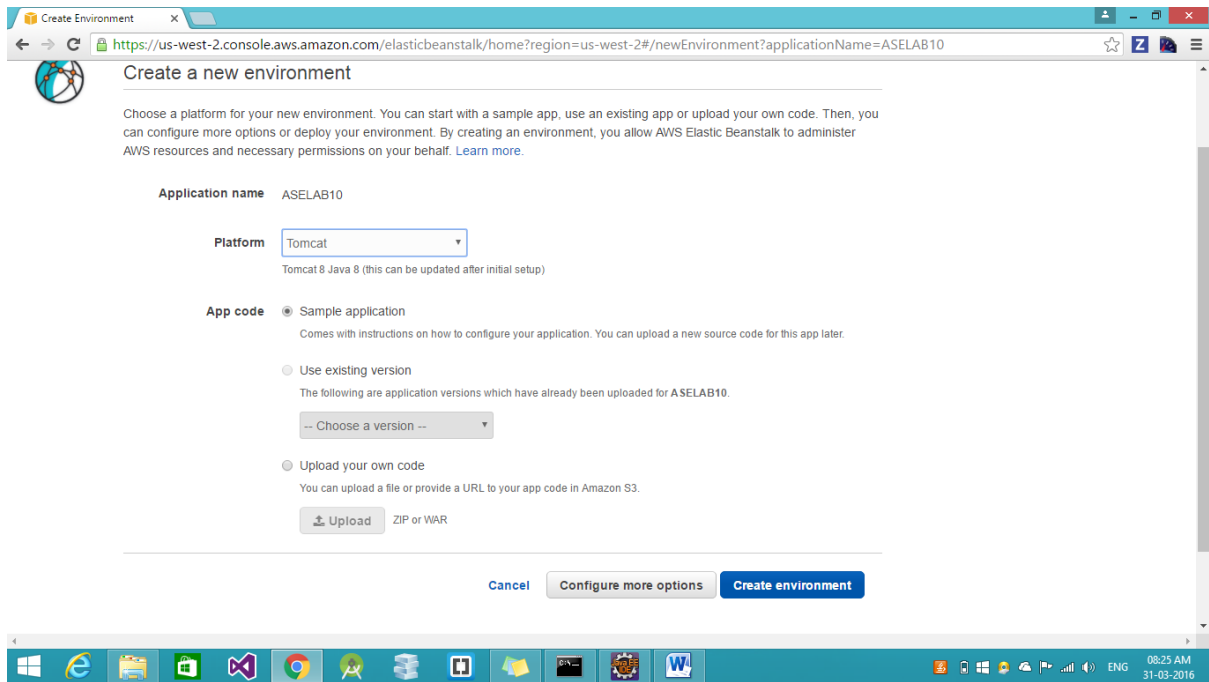 Create Environment
https://us-west-2.console.aws.amazon.com/elasticbeanstalk/home?region=us-west-2#/newEnvironment?applicationName=ASELAB10
Z
Create a new environment
Choose a platform for your new environment. You can start with a sample app, use an existing app or upload your own code. Then, you
can configure more options or deploy your environment. By creating an environment, you allow AWS Elastic Beanstalk to administer
AWS resources and necessary permissions on your behalf. Learn more.
Application name ASELAB10
Platform Tomcat
Tomcat 8 Java 8 (this can be updated after initial setup)
App code Sample application
Comes with instructions on how to configure your application. You can upload a new source code for this app later.
Use existing version
The following are application versions which have already been uploaded for ASELAB10.
-- Choose a version --
Upload your own code
You can upload a file or provide a URL to your app code in Amazon S3.
Upload ZIP or WAR
Cancel Configure more options Create environment
ENG 08:25 AM
31-03-2016